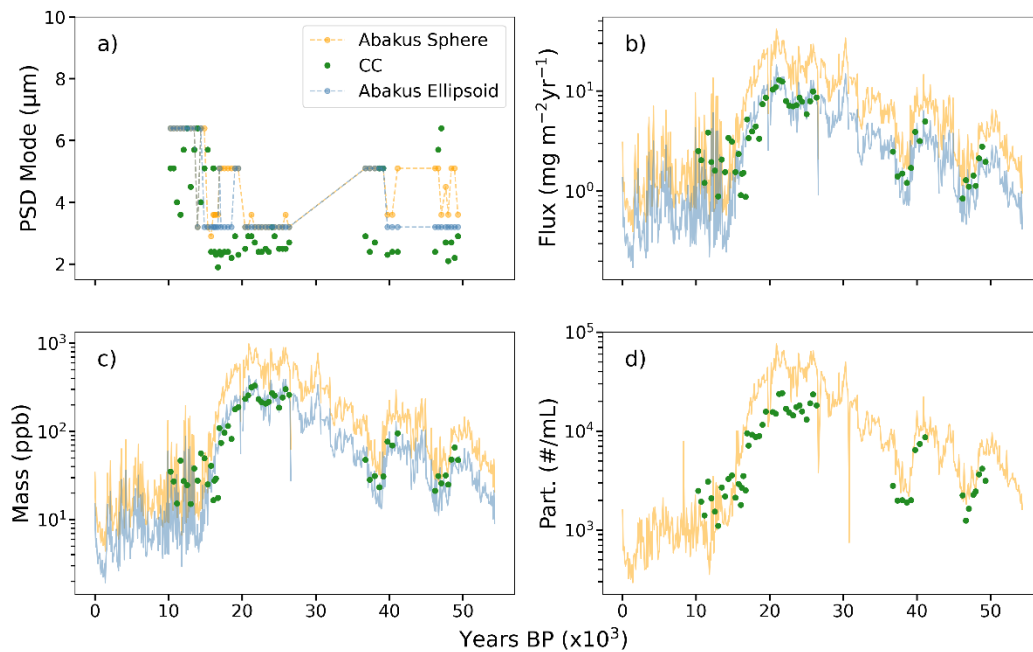 10
8
6
4
2
PSD Mode (μm)
a)
Abakus Sphere
CC
Abakus Ellipsoid
b)
10¹
10⁰
Flux (mg m⁻²yr⁻¹)
c)
10³
10²
10¹
Mass (ppb)
0
10
20
30
40
50
d)
10⁵
10⁴
10³
Part. (#/mL)
0
10
20
30
40
50
Years BP (x10³)